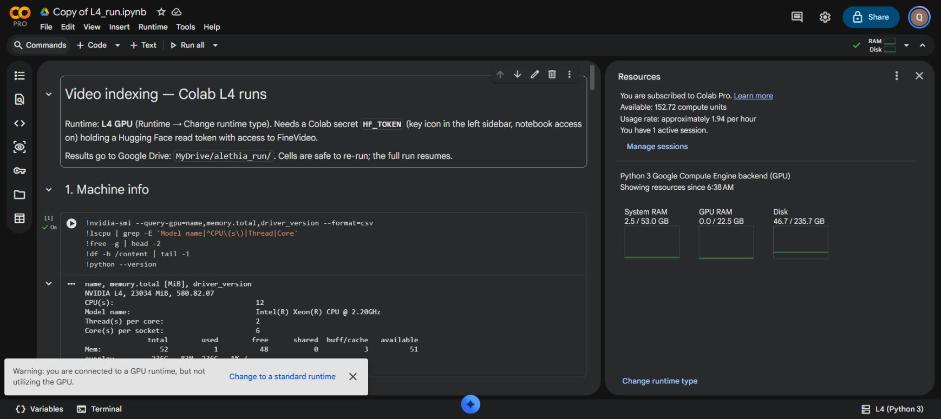 CO
PRO
Copy of L4_run.ipynb
File Edit View Insert Runtime Tools Help
Share
Q
Commands + Code + Text Run all
RAM
Disk
Video indexing — Colab L4 runs
Runtime: L4 GPU (Runtime → Change runtime type). Needs a Colab secret HF_TOKEN (key icon in the left sidebar, notebook access
on) holding a Hugging Face read token with access to FineVideo.
Results go to Google Drive: MyDrive/alethia_run/. Cells are safe to re-run; the full run resumes.
1. Machine info
[1]
0s
!nvidia-smi --query-gpu=name,memory.total,driver_version --format=csv
!lscpu | grep -E 'Model name|^CPU\(s\)|Thread|Core'
!free -g | head -2
!df -h /content | tail -1
!python --version
name, memory.total [MiB], driver_version
NVIDIA L4, 23034 MiB, 580.82.07
CPU(s): 12
Model name: Intel(R) Xeon(R) CPU @ 2.20GHz
Thread(s) per core: 2
Core(s) per socket: 6
total used free shared buff/cache available
Mem: 52 1 48 0 3 51
Warning: you are connected to a GPU runtime, but not
utilizing the GPU.
Change to a standard runtime
Resources
You are subscribed to Colab Pro. Learn more
Available: 152.72 compute units
Usage rate: approximately 1.94 per hour
You have 1 active session.
Manage sessions
Python 3 Google Compute Engine backend (GPU)
Showing resources since 6:38 AM
System RAM
2.5 / 53.0 GB
GPU RAM
0.0 / 22.5 GB
Disk
46.7 / 235.7 GB
Change runtime type
Variables Terminal
L4 (Python 3)